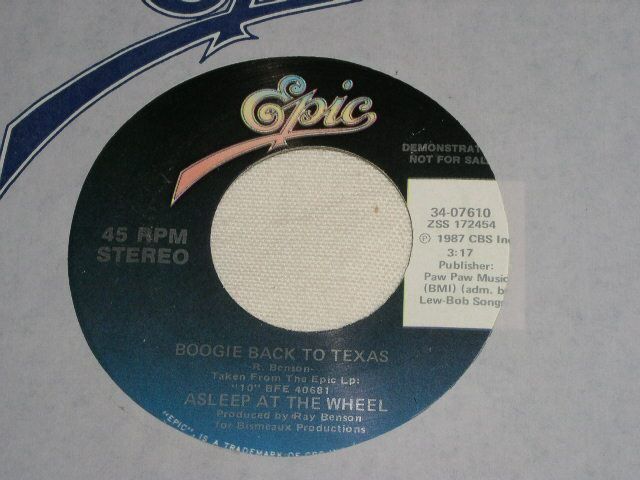 Epic
DEMONSTRAT
NOT FOR SAL
34-07610
ZSS 172454
℗ 1987 CBS Inc
3:17
Publisher:
Paw Paw Music
(BMI) (adm. b
Lew-Bob Songs
45 RPM
STEREO
BOOGIE BACK TO TEXAS
R. Benson-
Taken From The Epic Lp:
"10" BFE 40681
ASLEEP AT THE WHEEL
Produced by Ray Benson
for Bismeaux Productions
"EPIC", IS A TRADEMARK OF CBS